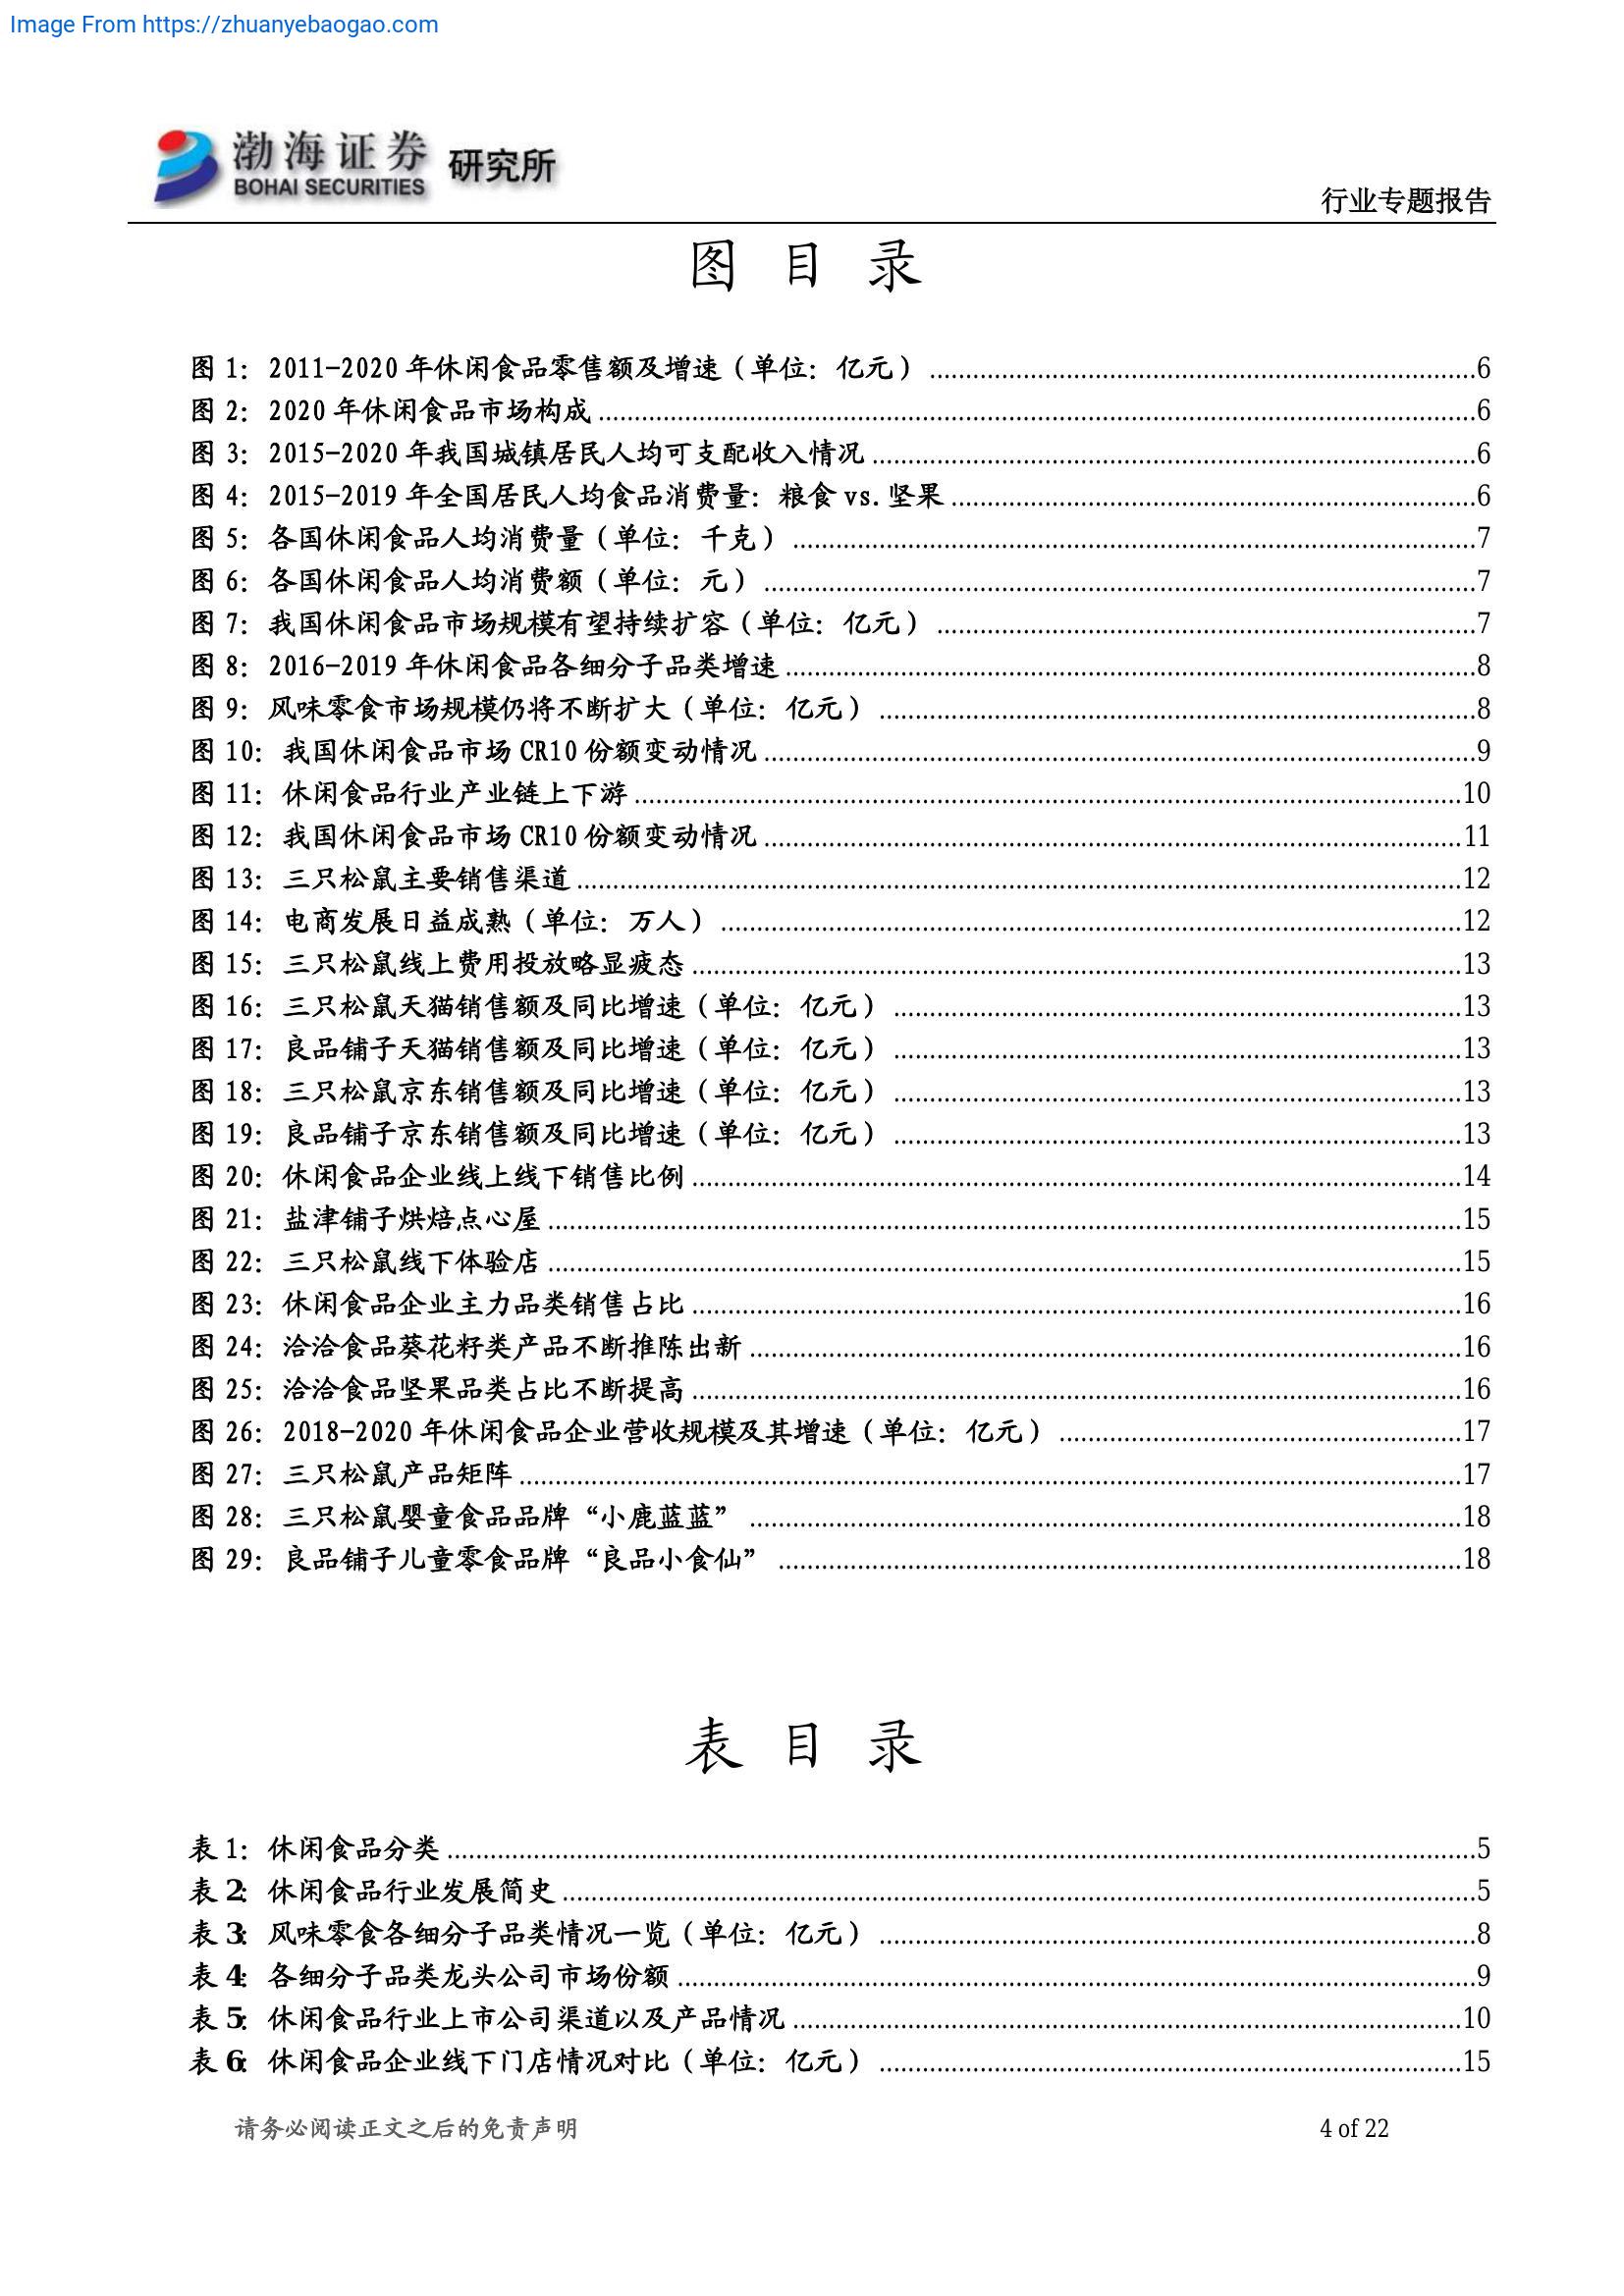 Image From https://zhuanyebaogao.com
渤海证券 研究所
BOHAI SECURITIES
行业专题报告
图 目 录
图 1：2011-2020 年休闲食品零售额及增速（单位：亿元）..........6
图 2：2020 年休闲食品市场构成..........6
图 3：2015-2020 年我国城镇居民人均可支配收入情况..........6
图 4：2015-2019 年全国居民人均食品消费量：粮食 vs.坚果..........6
图 5：各国休闲食品人均消费量（单位：千克）..........7
图 6：各国休闲食品人均消费额（单位：元）..........7
图 7：我国休闲食品市场规模有望持续扩容（单位：亿元）..........7
图 8：2016-2019 年休闲食品各细分子品类增速..........8
图 9：风味零食市场规模仍将不断扩大（单位：亿元）..........8
图 10：我国休闲食品市场 CR10 份额变动情况..........9
图 11：休闲食品行业产业链上下游..........10
图 12：我国休闲食品市场 CR10 份额变动情况..........11
图 13：三只松鼠主要销售渠道..........12
图 14：电商发展日益成熟（单位：万人）..........12
图 15：三只松鼠线上费用投放略显疲态..........13
图 16：三只松鼠天猫销售额及同比增速（单位：亿元）..........13
图 17：良品铺子天猫销售额及同比增速（单位：亿元）..........13
图 18：三只松鼠京东销售额及同比增速（单位：亿元）..........13
图 19：良品铺子京东销售额及同比增速（单位：亿元）..........13
图 20：休闲食品企业线上线下销售比例..........14
图 21：盐津铺子烘焙点心屋..........15
图 22：三只松鼠线下体验店..........15
图 23：休闲食品企业主力品类销售占比..........16
图 24：洽洽食品葵花籽类产品不断推陈出新..........16
图 25：洽洽食品坚果品类占比不断提高..........16
图 26：2018-2020 年休闲食品企业营收规模及其增速（单位：亿元）..........17
图 27：三只松鼠产品矩阵..........17
图 28：三只松鼠婴童食品品牌“小鹿蓝蓝”..........18
图 29：良品铺子儿童零食品牌“良品小食仙”..........18
表 目 录
表 1：休闲食品分类..........5
表 2：休闲食品行业发展简史..........5
表 3：风味零食各细分子品类情况一览（单位：亿元）..........8
表 4：各细分子品类龙头公司市场份额..........9
表 5：休闲食品行业上市公司渠道以及产品情况..........10
表 6：休闲食品企业线下门店情况对比（单位：亿元）..........15
请务必阅读正文之后的免责声明
4 of 22